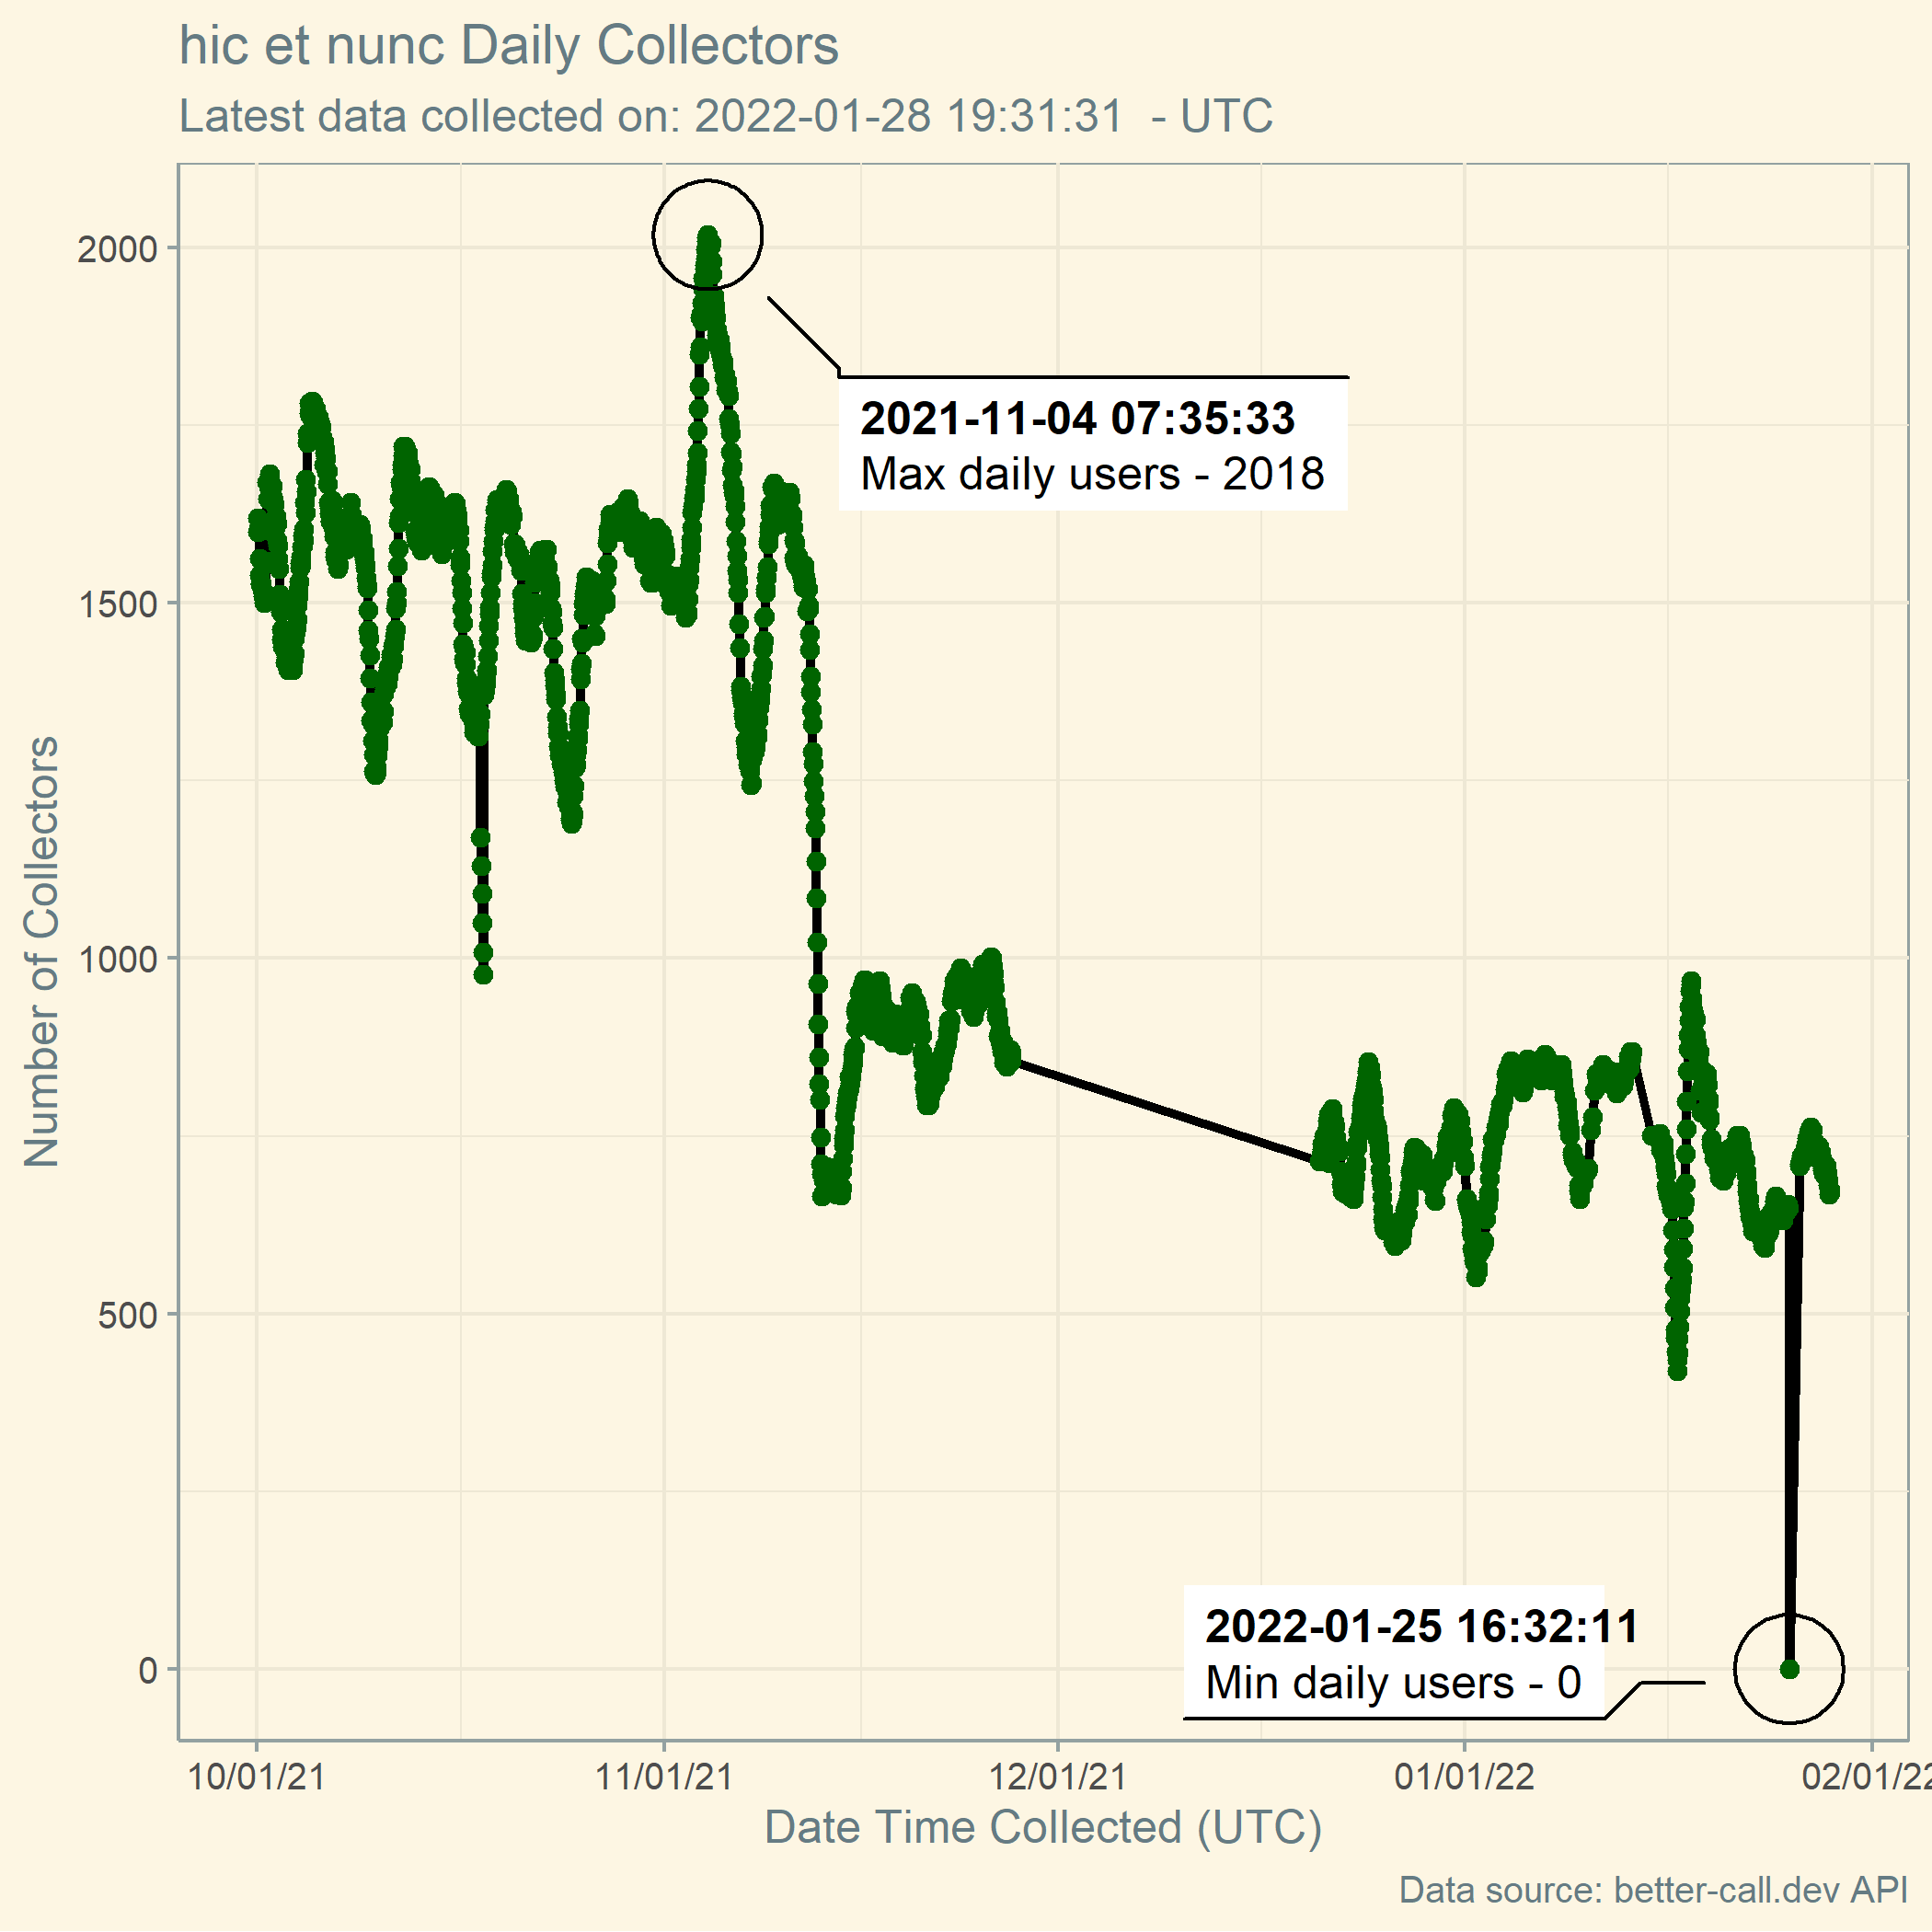 hic et nunc Daily Collectors
Latest data collected on: 2022-01-28 19:31:31 - UTC
Number of Collectors
2000
1500
1000
500
0
2021-11-04 07:35:33
Max daily users - 2018
2022-01-25 16:32:11
Min daily users - 0
10/01/21
11/01/21
12/01/21
01/01/22
02/01/22
Date Time Collected (UTC)
Data source: better-call.dev API